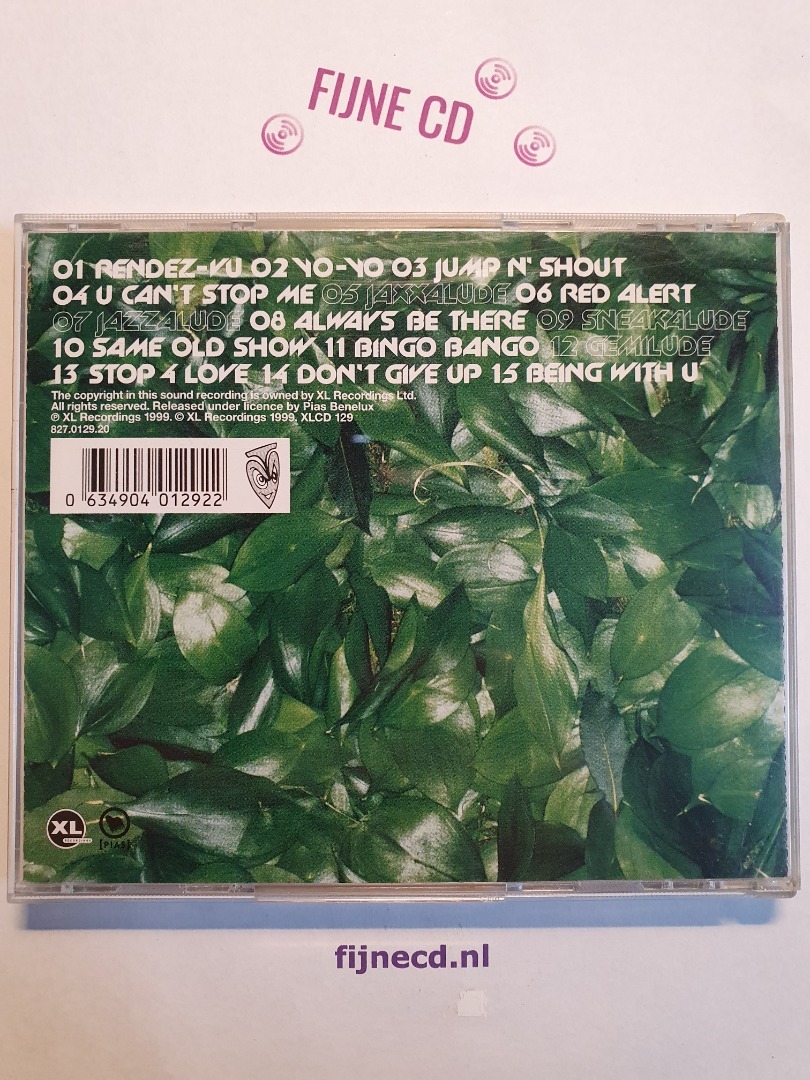 FIJNE CD
01 RENDEZ-VU 02 YO-YO 03 JUMP N' SHOUT
04 U CAN'T STOP ME 05 JAXXALUDE 06 RED ALERT
07 JAZZALUDE 08 ALWAYS BE THERE 09 SNEAKALUDE
10 SAME OLD SHOW 11 BINGO BANGO 12 GEMILUDE
13 STOP 4 LOVE 14 DON'T GIVE UP 15 BEING WITH U
The copyright in this sound recording is owned by XL Recordings Ltd.
All rights reserved. Released under licence by Pias Benelux
℗ XL Recordings 1999. © XL Recordings 1999. XLCD 129
827.0129.20
0 634904 012922
XL
RECORDINGS
[PIAS]
fijnecd.nl